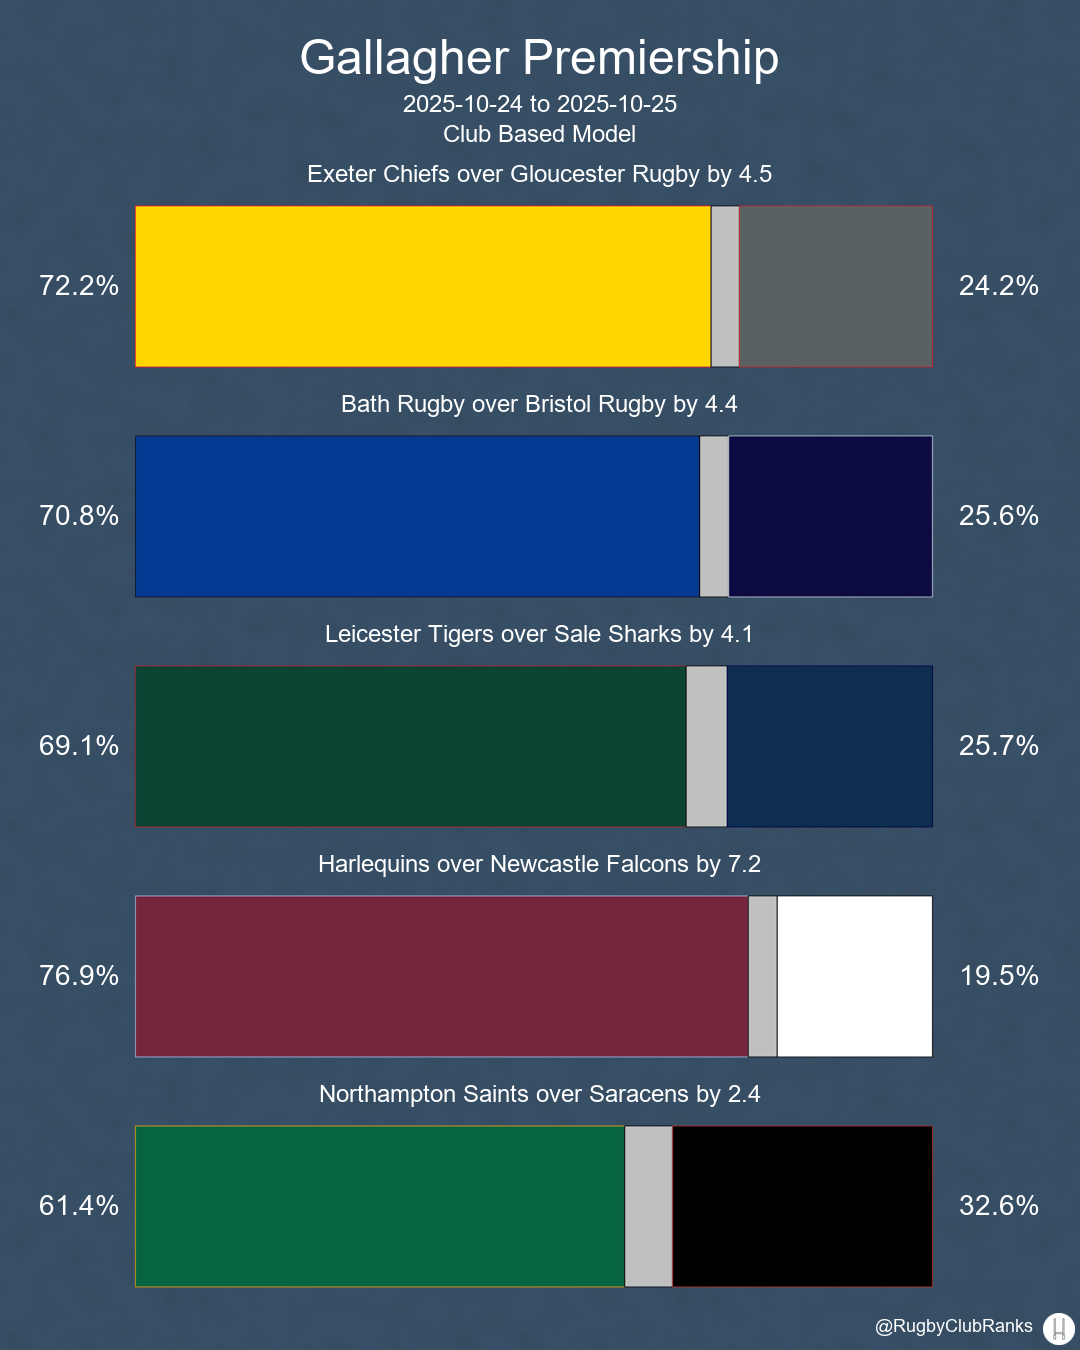 Gallagher Premiership
2025-10-24 to 2025-10-25
Club Based Model
Exeter Chiefs over Gloucester Rugby by 4.5
72.2%
24.2%
Bath Rugby over Bristol Rugby by 4.4
70.8%
25.6%
Leicester Tigers over Sale Sharks by 4.1
69.1%
25.7%
Harlequins over Newcastle Falcons by 7.2
76.9%
19.5%
Northampton Saints over Saracens by 2.4
61.4%
32.6%
@RugbyClubRanks